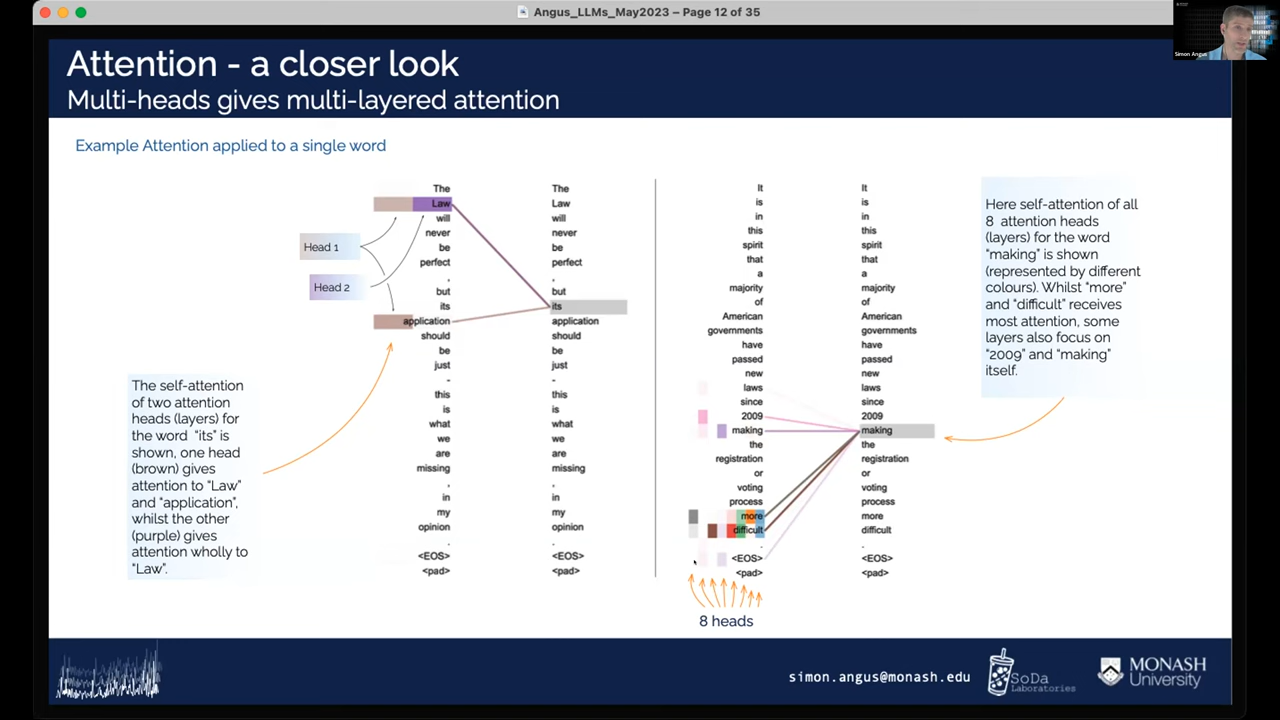 Angus_LLMs_May2023 – Page 12 of 35
Simon Angus
Attention - a closer look
Multi-heads gives multi-layered attention
Example Attention applied to a single word
Head 1
Head 2
The self-attention
of two attention
heads (layers) for
the word “its” is
shown, one head
(brown) gives
attention to “Law”
and “application”,
whilst the other
(purple) gives
attention wholly to
“Law”.
The
Law
will
never
be
perfect
,
but
its
application
should
be
just
-
this
is
what
we
are
missing
,
in
my
opinion
.
<EOS>
<pad>
The
Law
will
never
be
perfect
,
but
its
application
should
be
just
-
this
is
what
we
are
missing
,
in
my
opinion
.
<EOS>
<pad>
It
is
in
this
spirit
that
a
majority
of
American
governments
have
passed
new
laws
since
2009
making
the
registration
or
voting
process
more
difficult
.
<EOS>
<pad>
8 heads
It
is
in
this
spirit
that
a
majority
of
American
governments
have
passed
new
laws
since
2009
making
the
registration
or
voting
process
more
difficult
.
<EOS>
<pad>
Here self-attention of all
8 attention heads
(layers) for the word
“making” is shown
(represented by different
colours). Whilst “more”
and “difficult” receives
most attention, some
layers also focus on
“2009” and “making”
itself.
simon.angus@monash.edu
SoDa
Laboratories
MONASH
University